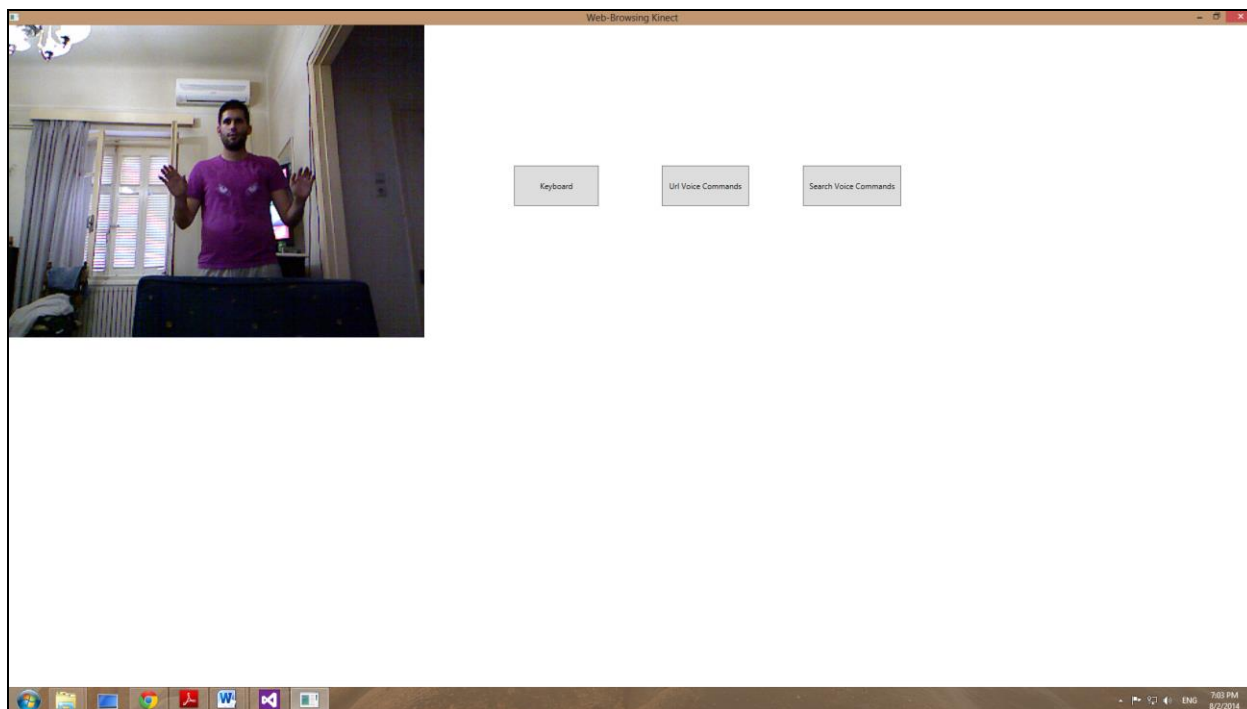 Web-Browsing Kinect
Keyboard
Url Voice Commands
Search Voice Commands
ENG
7:03 PM
8/2/2014